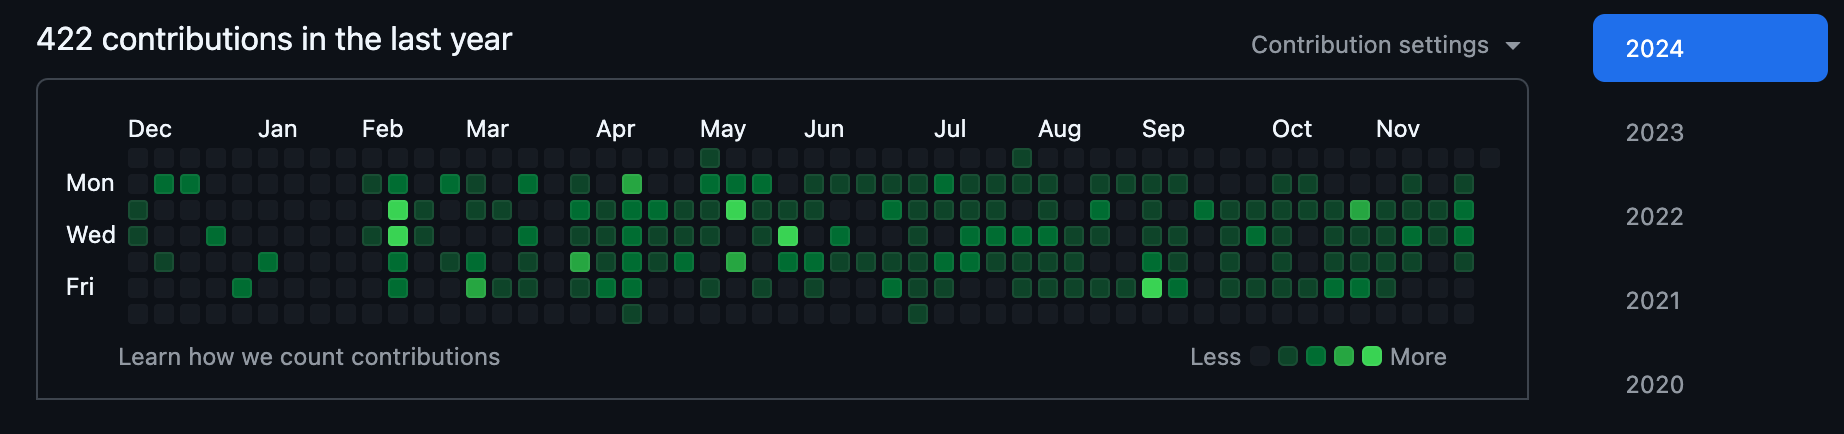 422 contributions in the last year
Contribution settings
2024
2023
2022
2021
2020
Dec Jan Feb Mar Apr May Jun Jul Aug Sep Oct Nov
Mon
Wed
Fri
Learn how we count contributions
Less More